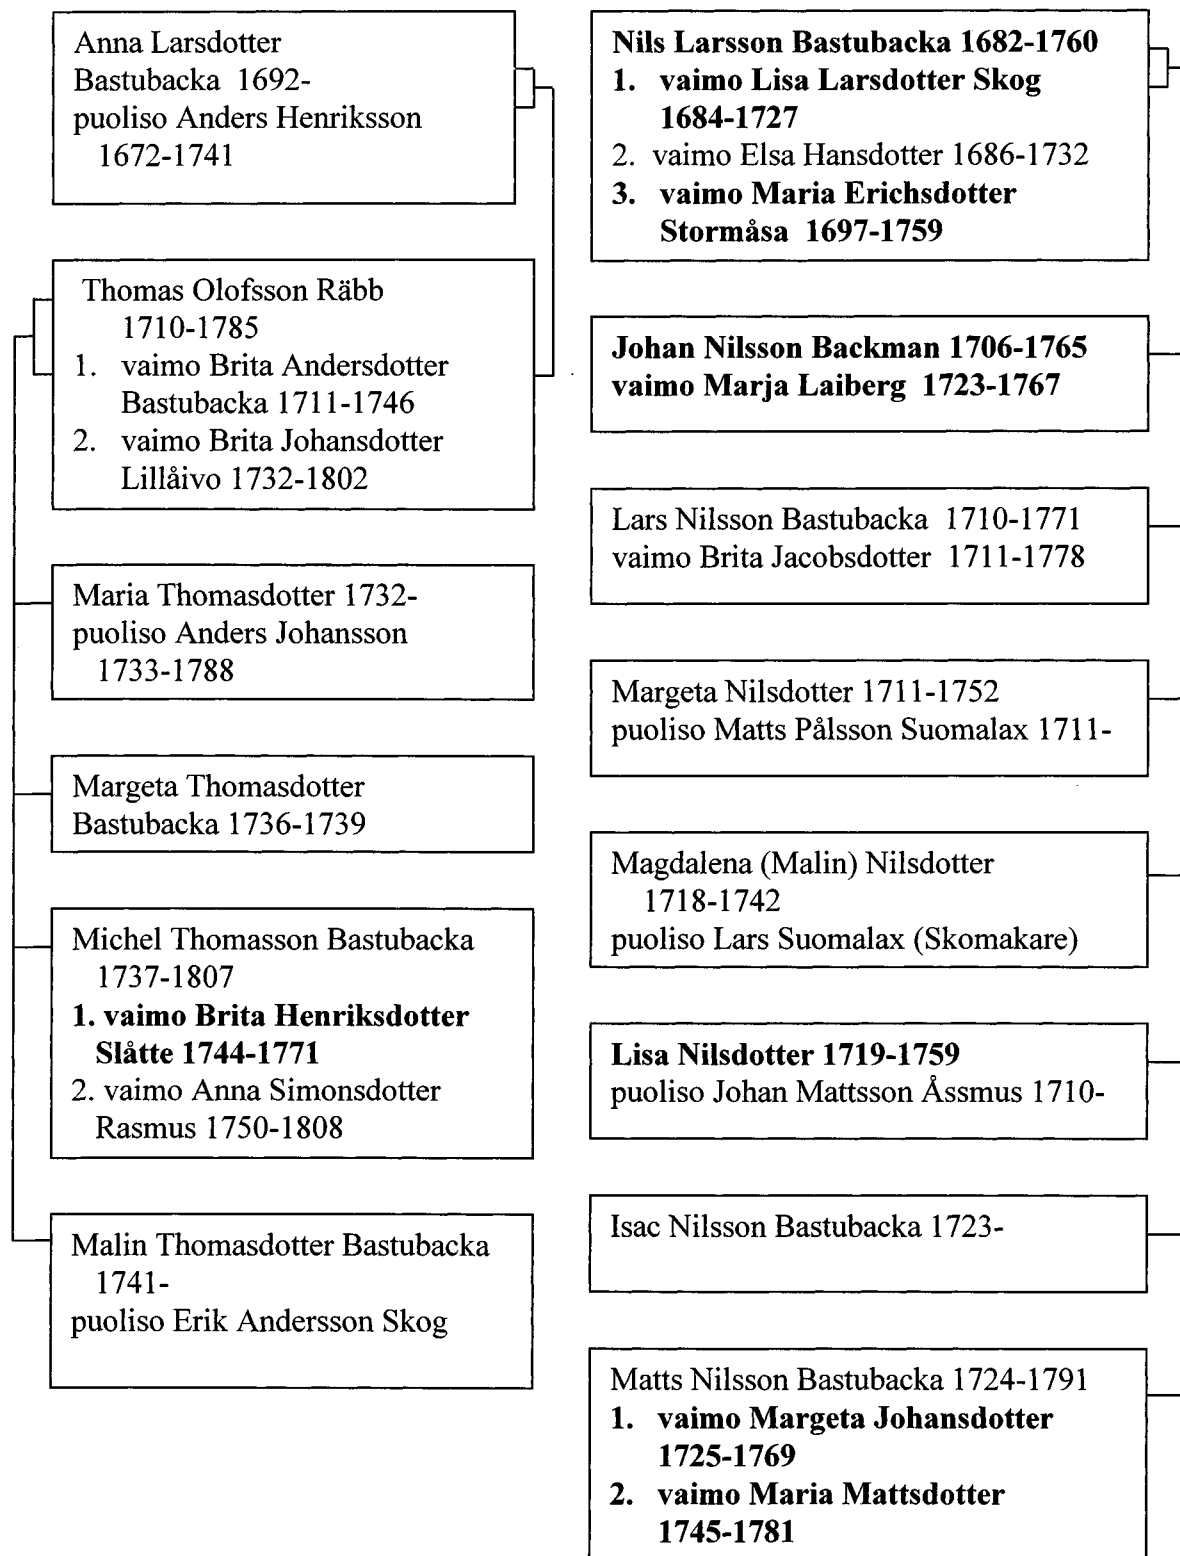 Anna Larsdotter
Bastubacka 1692-
puoliso Anders Henriksson
1672-1741
Thomas Olofsson Räbb
1710-1785
1. vaimo Brita Andersdotter
Bastubacka 1711-1746
2. vaimo Brita Johansdotter
Lillåivo 1732-1802
Maria Thomasdotter 1732-
puoliso Anders Johansson
1733-1788
Margeta Thomasdotter
Bastubacka 1736-1739
Michel Thomasson Bastubacka
1737-1807
1. vaimo Brita Henriksdotter
Slåtte 1744-1771
2. vaimo Anna Simonsdotter
Rasmus 1750-1808
Malin Thomasdotter Bastubacka
1741-
puoliso Erik Andersson Skog
Nils Larsson Bastubacka 1682-1760
1. vaimo Lisa Larsdotter Skog
1684-1727
2. vaimo Elsa Hansdotter 1686-1732
3. vaimo Maria Erichsdotter
Stormåsa 1697-1759
Johan Nilsson Backman 1706-1765
vaimo Marja Laiberg 1723-1767
Lars Nilsson Bastubacka 1710-1771
vaimo Brita Jacobsdotter 1711-1778
Margeta Nilsdotter 1711-1752
puoliso Matts Pålsson Suomalax 1711-
Magdalena (Malin) Nilsdotter
1718-1742
puoliso Lars Suomalax (Skomakare)
Lisa Nilsdotter 1719-1759
puoliso Johan Mattsson Åssmus 1710-
Isac Nilsson Bastubacka 1723-
Matts Nilsson Bastubacka 1724-1791
1. vaimo Margeta Johansdotter
1725-1769
2. vaimo Maria Mattsdotter
1745-1781